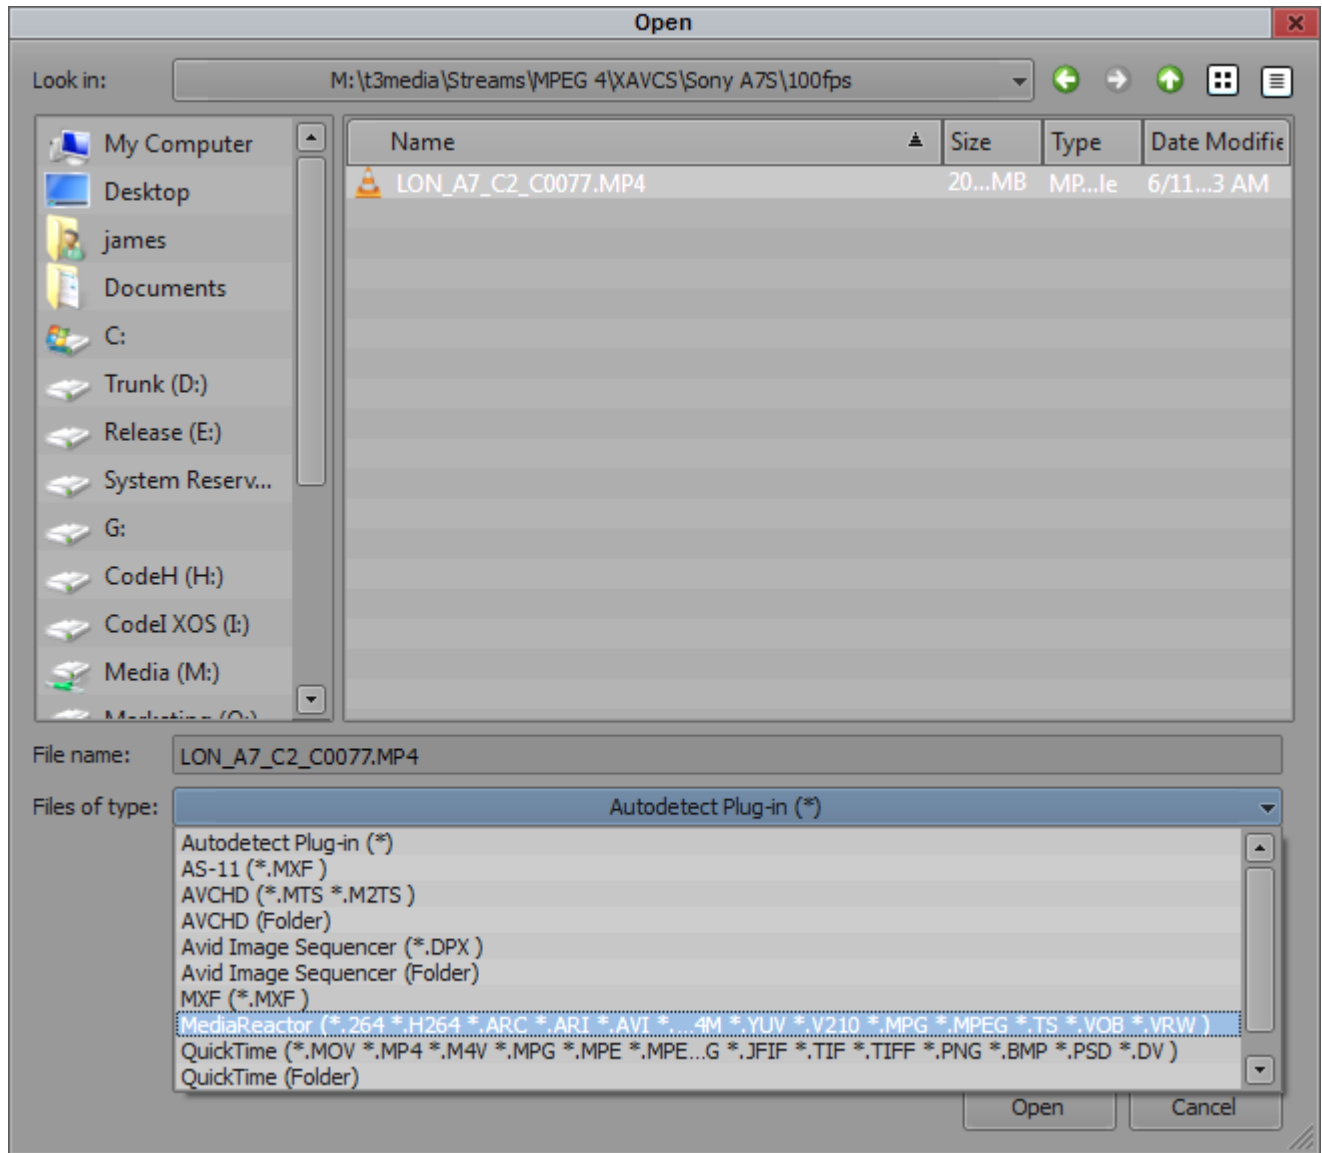 Open
Look in: M:\t3media\Streams\MPEG 4\XAVCS\Sony A7S\100fps
My Computer
Desktop
james
Documents
C:
Trunk (D:)
Release (E:)
System Reserv...
G:
CodeH (H:)
CodeI XOS (I:)
Media (M:)
Name Size Type Date Modifie
LON_A7_C2_C0077.MP4 20...MB MP...le 6/11...3 AM
File name: LON_A7_C2_C0077.MP4
Files of type: Autodetect Plug-in (*)
Autodetect Plug-in (*)
AS-11 (*.MXF )
AVCHD (*.MTS *.M2TS )
AVCHD (Folder)
Avid Image Sequencer (*.DPX )
Avid Image Sequencer (Folder)
MXF (*.MXF )
MediaReactor (*.264 *.H264 *.ARC *.ARI *.AVI *....4M *.YUV *.V210 *.MPG *.MPEG *.TS *.VOB *.VRW )
QuickTime (*.MOV *.MP4 *.M4V *.MPG *.MPE *.MPE...G *.JFIF *.TIF *.TIFF *.PNG *.BMP *.PSD *.DV )
QuickTime (Folder)
Open Cancel